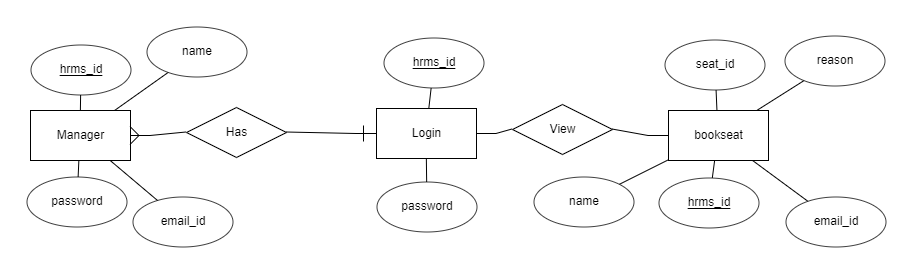 name
hrms_id
hrms_id
seat_id
reason
Manager
Has
Login
View
bookseat
password
email_id
password
name
hrms_id
email_id